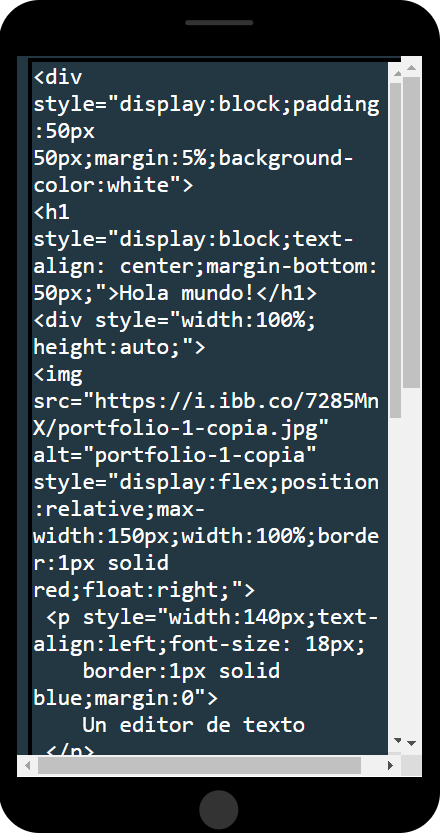 <div
style="display:block;padding
:50px
50px;margin:5%;background-
color:white">
<h1
style="display:block;text-
align: center;margin-bottom:
50px;">Hola mundo!</h1>
<div style="width:100%;
height:auto;">
<img
src="https://i.ibb.co/7285Mn
X/portfolio-1-copia.jpg"
alt="portfolio-1-copia"
style="display:flex;position
:relative;max-
width:150px;width:100%;borde
r:1px solid
red;float:right;">
<p style="width:140px;text-
align:left;font-size: 18px;
border:1px solid
blue;margin:0">
Un editor de texto
</p>